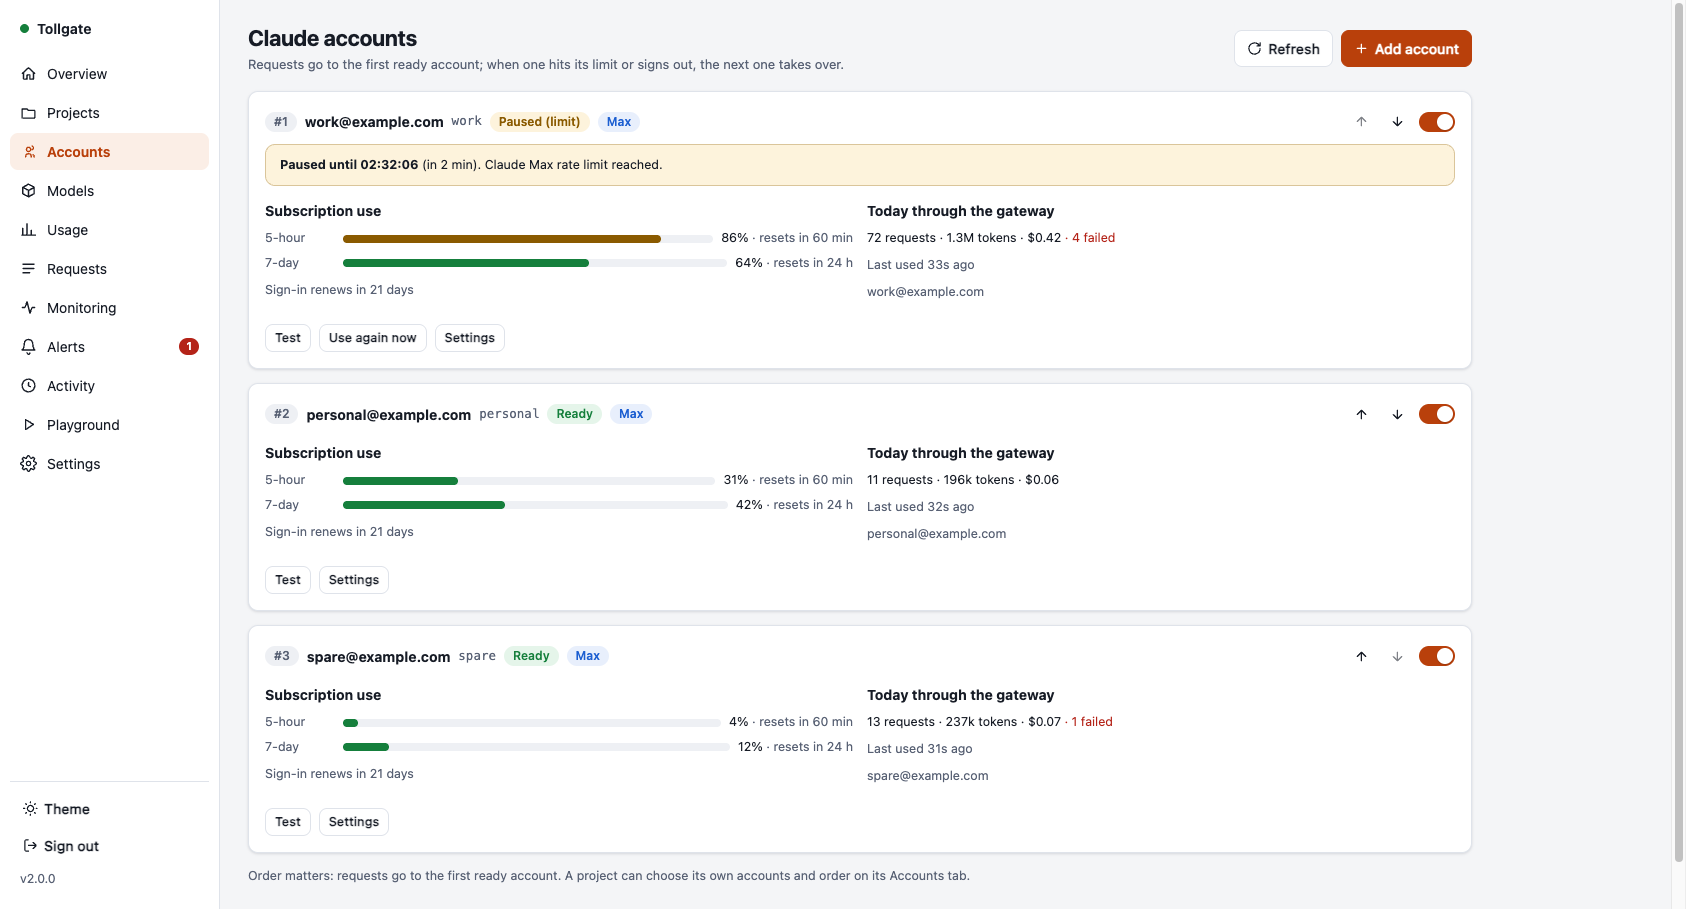 Tollgate
Overview
Projects
Accounts
Models
Usage
Requests
Monitoring
Alerts 1
Activity
Playground
Settings
Theme
Sign out
v2.0.0
Claude accounts
Requests go to the first ready account; when one hits its limit or signs out, the next one takes over.
Refresh
+ Add account
#1 work@example.com work Paused (limit) Max
Paused until 02:32:06 (in 2 min). Claude Max rate limit reached.
Subscription use
5-hour 86% · resets in 60 min
7-day 64% · resets in 24 h
Sign-in renews in 21 days
Today through the gateway
72 requests · 1.3M tokens · $0.42 · 4 failed
Last used 33s ago
work@example.com
Test Use again now Settings
#2 personal@example.com personal Ready Max
Subscription use
5-hour 31% · resets in 60 min
7-day 42% · resets in 24 h
Sign-in renews in 21 days
Today through the gateway
11 requests · 196k tokens · $0.06
Last used 32s ago
personal@example.com
Test Settings
#3 spare@example.com spare Ready Max
Subscription use
5-hour 4% · resets in 60 min
7-day 12% · resets in 24 h
Sign-in renews in 21 days
Today through the gateway
13 requests · 237k tokens · $0.07 · 1 failed
Last used 31s ago
spare@example.com
Test Settings
Order matters: requests go to the first ready account. A project can choose its own accounts and order on its Accounts tab.